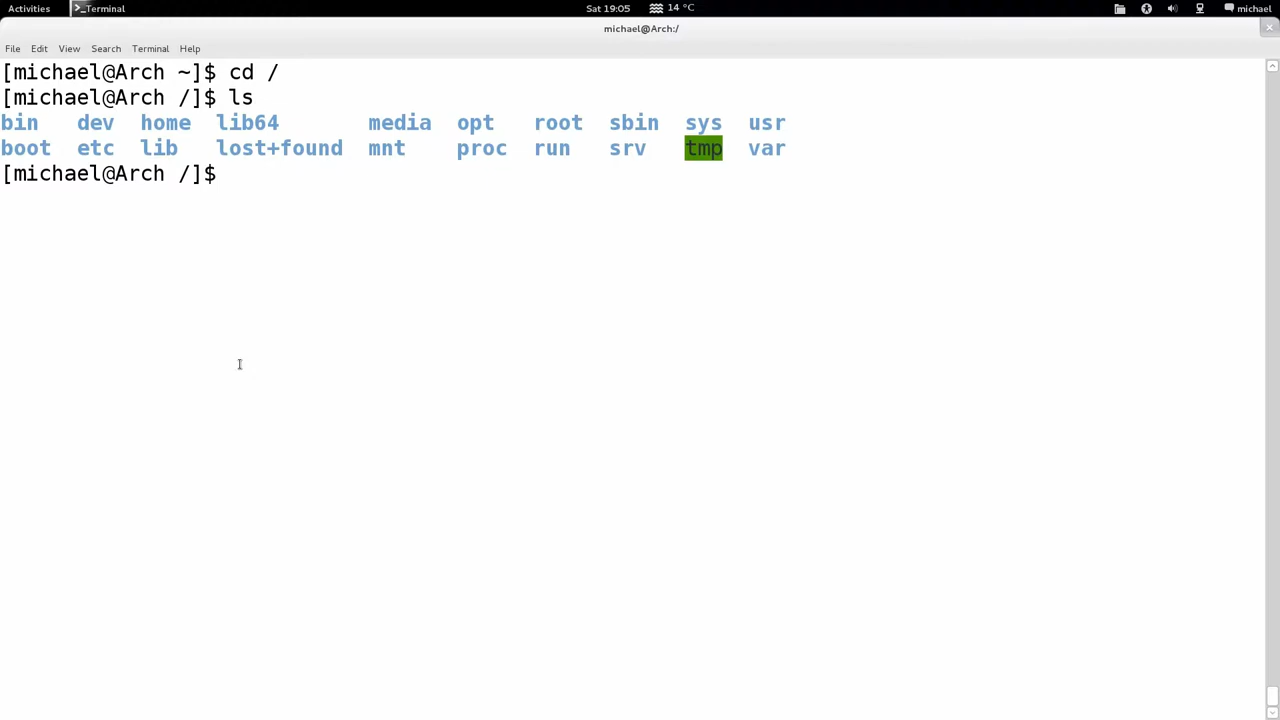 Activities >_Terminal Sat 19:05 14 °C michael
michael@Arch:/
File Edit View Search Terminal Help
[michael@Arch ~]$ cd /
[michael@Arch /]$ ls
bin dev home lib64 media opt root sbin sys usr
boot etc lib lost+found mnt proc run srv tmp var
[michael@Arch /]$